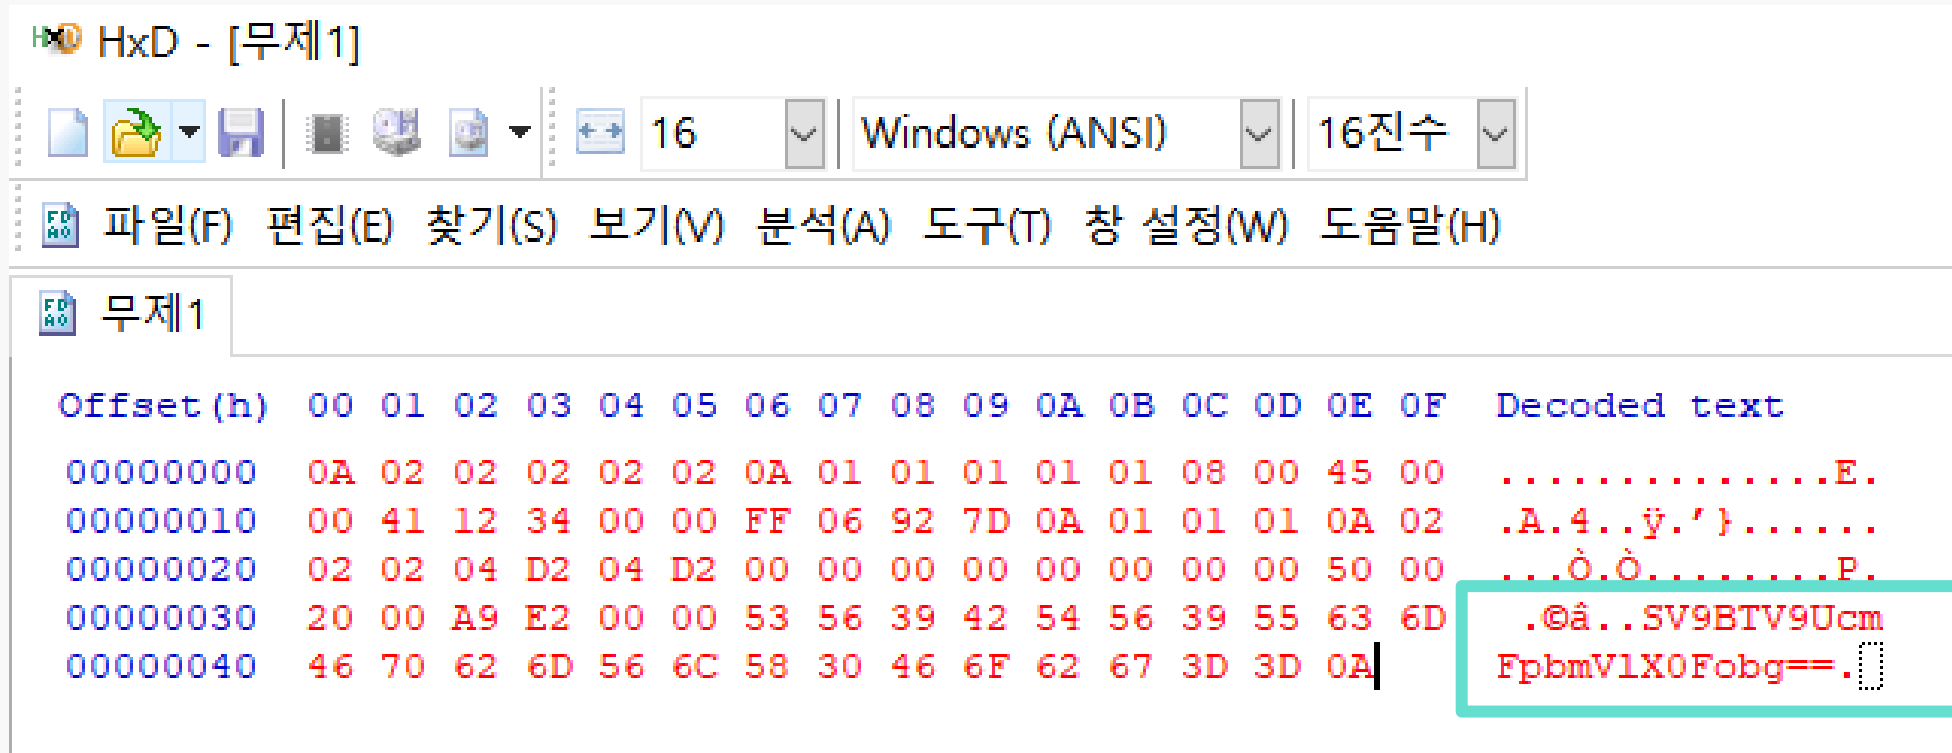 HxD - [무제1]
16 Windows (ANSI) 16진수
파일(F) 편집(E) 찾기(S) 보기(V) 분석(A) 도구(T) 창 설정(W) 도움말(H)
무제1
Offset(h) 00 01 02 03 04 05 06 07 08 09 0A 0B 0C 0D 0E 0F Decoded text
00000000 0A 02 02 02 02 02 0A 01 01 01 01 01 08 00 45 00 ..............E.
00000010 00 41 12 34 00 00 FF 06 92 7D 0A 01 01 01 0A 02 .A.4..ÿ.’}......
00000020 02 02 04 D2 04 D2 00 00 00 00 00 00 00 00 50 00 ...Ò.Ò........P.
00000030 20 00 A9 E2 00 00 53 56 39 42 54 56 39 55 63 6D .©â..SV9BTV9Ucm
00000040 46 70 62 6D 56 6C 58 30 46 6F 62 67 3D 3D 0A FpbmVlX0Fobg==.